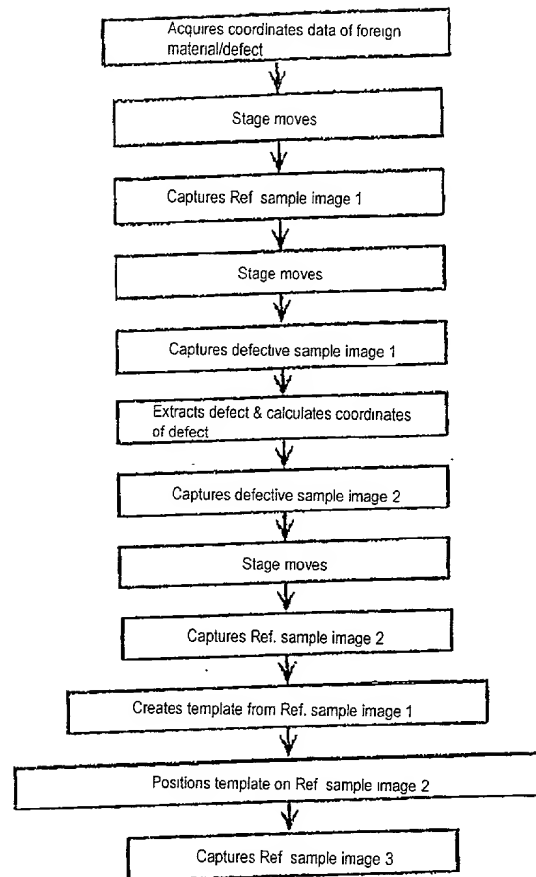 Acquires coordinates data of foreign
material/defect
Stage moves
Captures Ref sample image 1
Stage moves
Captures defective sample image 1
Extracts defect & calculates coordinates
of defect
Captures defective sample image 2
Stage moves
Captures Ref. sample image 2
Creates template from Ref. sample image 1
Positions template on Ref sample image 2
Captures Ref sample image 3